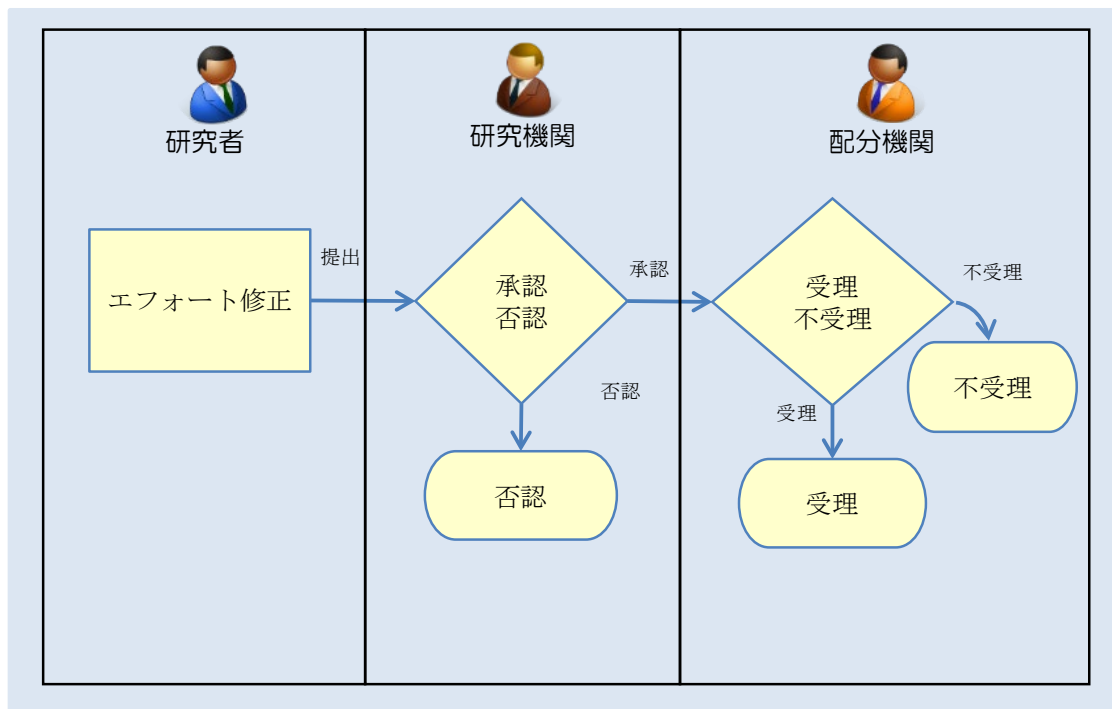 研究者
研究機関
配分機関
エフォート修正
提出
承認
否認
承認
否認
否認
受理
不受理
不受理
不受理
受理
受理